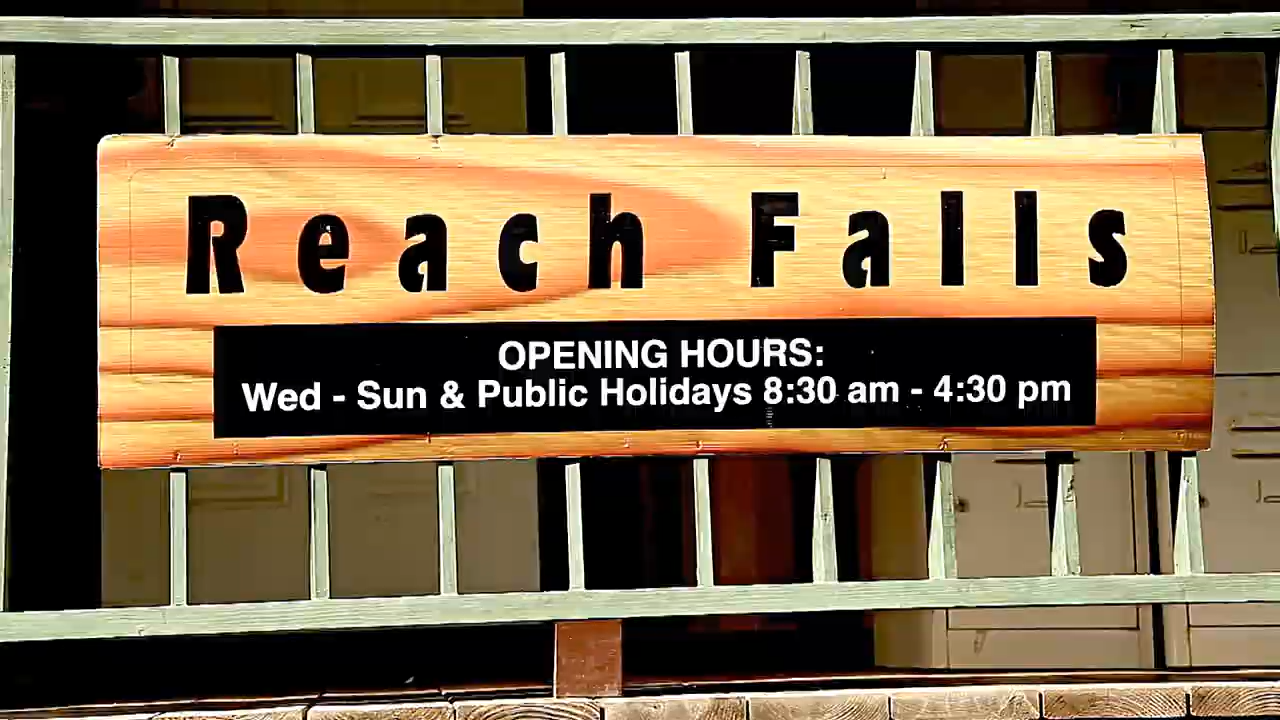 Reach Falls
OPENING HOURS:
Wed - Sun & Public Holidays 8:30 am - 4:30 pm